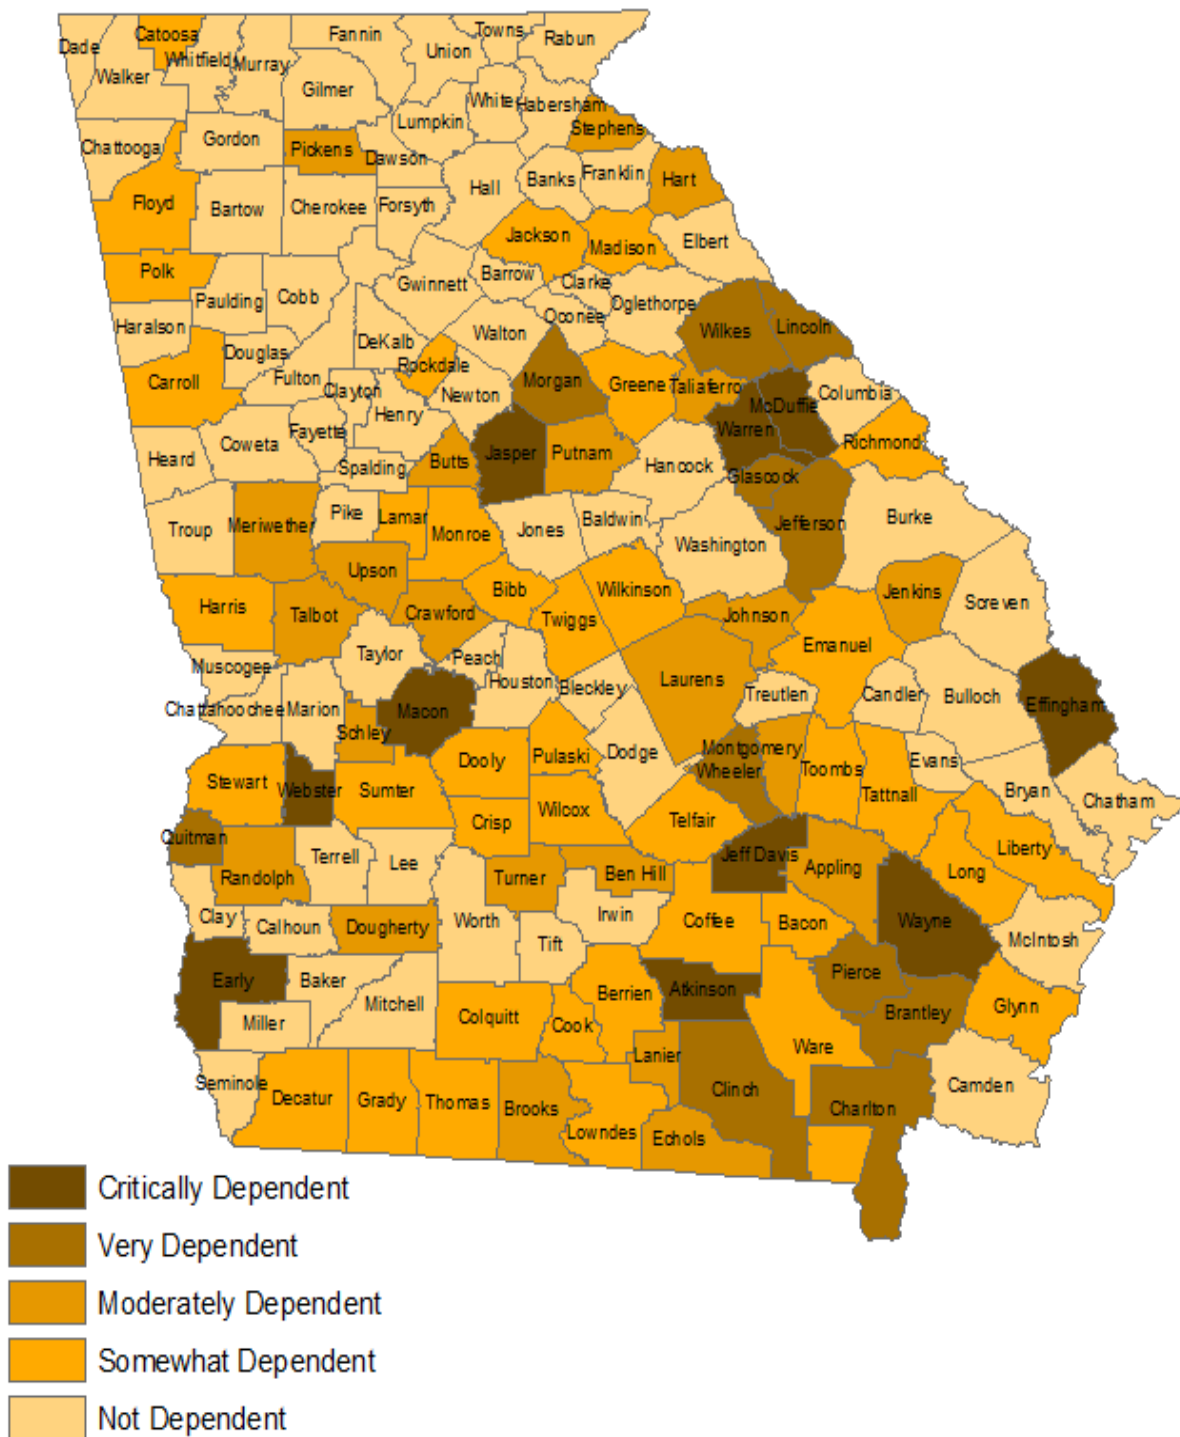 Dade
Catoosa
Walker
Whitfield
Murray
Fannin
Gilmer
Union
Towns
Rabun
White
Habersham
Lumpkin
Stephens
Chattooga
Gordon
Pickens
Dawson
Hall
Banks
Franklin
Hart
Floyd
Bartow
Cherokee
Forsyth
Jackson
Madison
Elbert
Polk
Paulding
Cobb
Gwinnett
Barrow
Clarke
Oconee
Oglethorpe
Haralson
Douglas
DeKalb
Walton
Wilkes
Lincoln
Carroll
Fulton
Clayton
Rockdale
Newton
Morgan
Greene
Taliaferro
McDuffie
Columbia
Heard
Coweta
Fayette
Henry
Spalding
Butts
Jasper
Putnam
Hancock
Warren
Richmond
Glascock
Troup
Meriwether
Pike
Lamar
Monroe
Jones
Baldwin
Washington
Jefferson
Burke
Upson
Harris
Talbot
Crawford
Bibb
Twiggs
Wilkinson
Johnson
Jenkins
Screven
Emanuel
Muscogee
Taylor
Peach
Houston
Bleckley
Laurens
Treutlen
Candler
Bulloch
Effingham
Chattahoochee
Marion
Schley
Macon
Dooly
Pulaski
Dodge
Montgomery
Wheeler
Toombs
Tattnall
Evans
Bryan
Chatham
Stewart
Webster
Sumter
Crisp
Wilcox
Telfair
Quitman
Randolph
Terrell
Lee
Turner
Ben Hill
Jeff Davis
Appling
Long
Liberty
Clay
Calhoun
Dougherty
Worth
Tift
Irwin
Coffee
Bacon
Wayne
McIntosh
Early
Baker
Mitchell
Miller
Colquitt
Cook
Berrien
Atkinson
Pierce
Brantley
Glynn
Ware
Lanier
Clinch
Charlton
Camden
Seminole
Decatur
Grady
Thomas
Brooks
Lowndes
Echols
Critically Dependent
Very Dependent
Moderately Dependent
Somewhat Dependent
Not Dependent